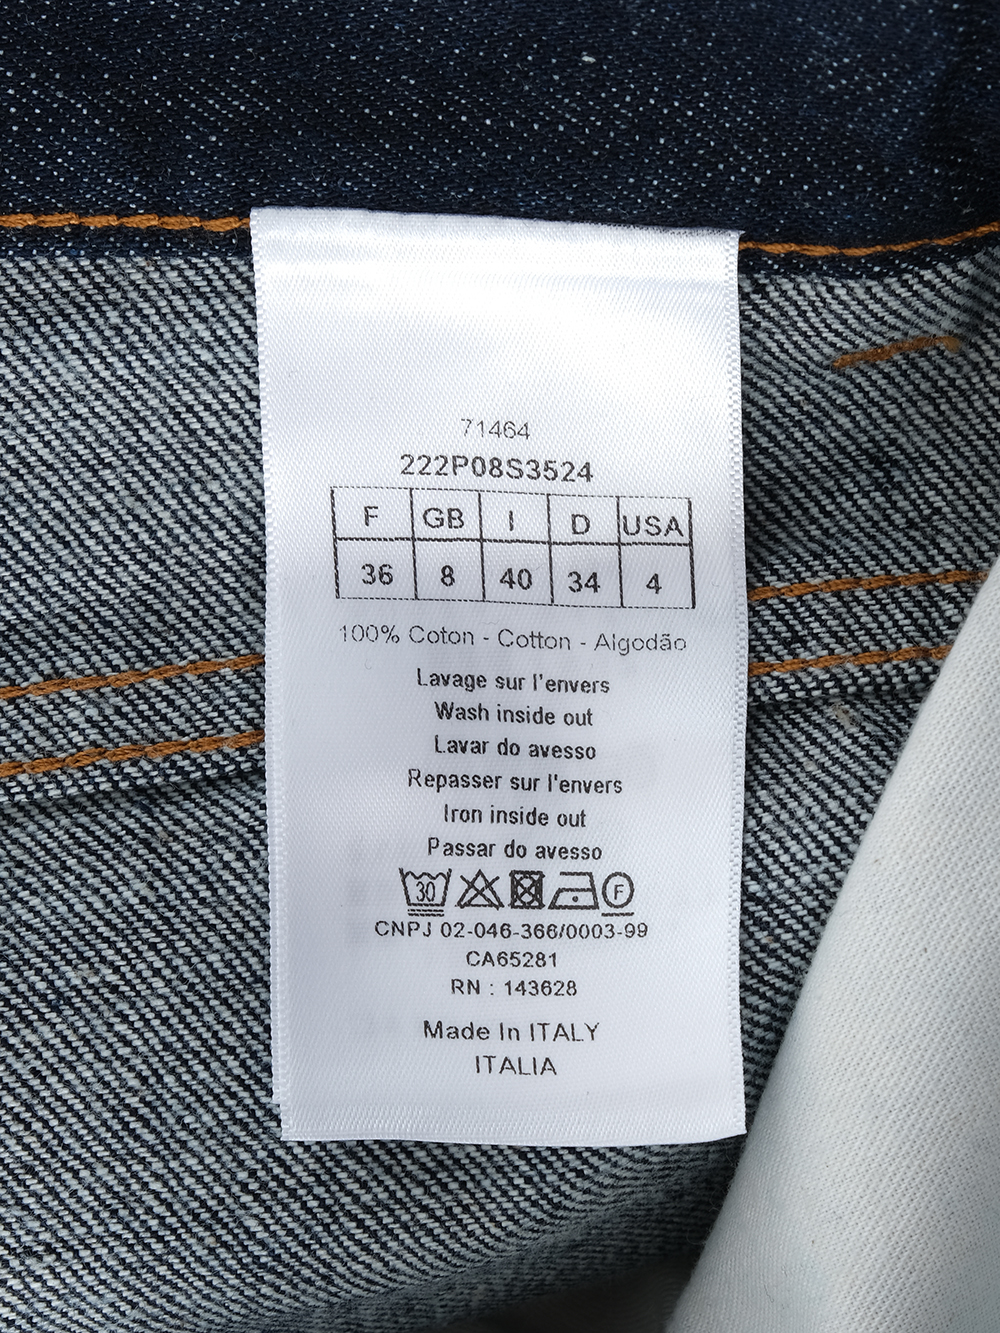 71464
222P08S3524
F GB I D USA
36 8 40 34 4
100% Coton - Cotton - Algodão
Lavage sur l'envers
Wash inside out
Lavar do avesso
Repasser sur l'envers
Iron inside out
Passar do avesso
30 F
CNPJ 02-046-366/0003-99
CA65281
RN : 143628
Made In ITALY
ITALIA